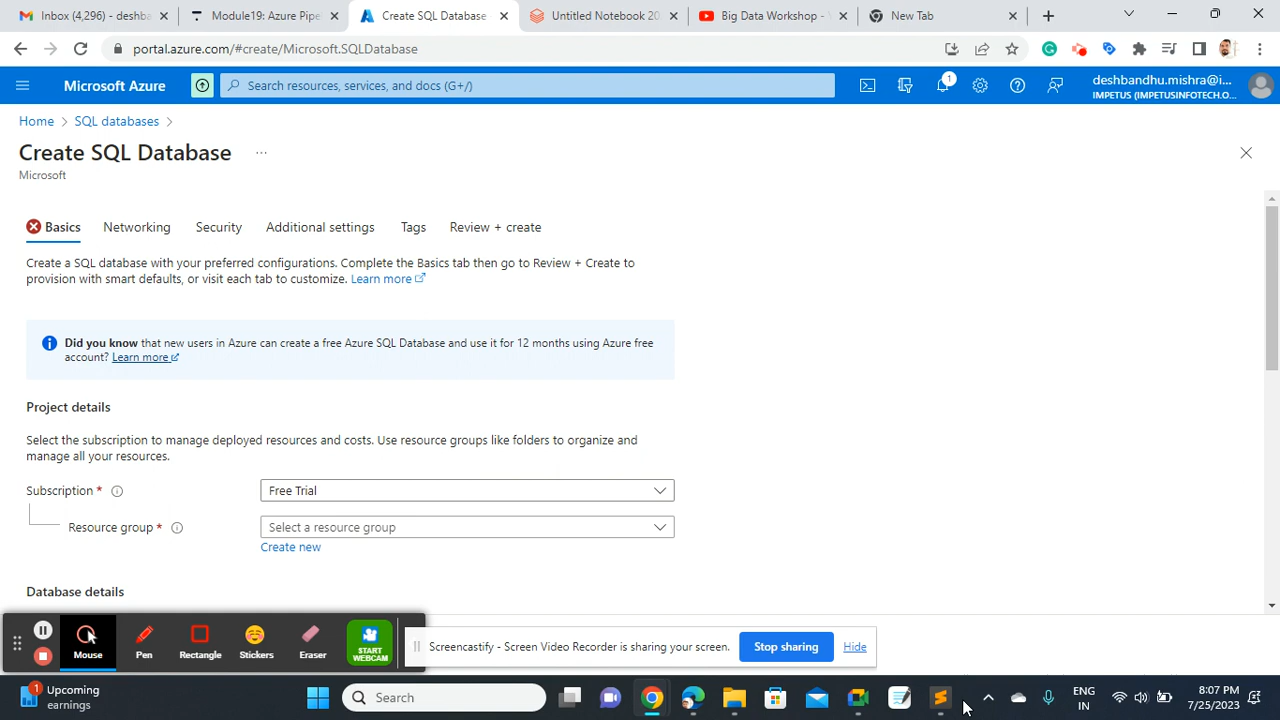 Inbox (4,296) - deshba
Module19: Azure Pipe
Create SQL Database
Untitled Notebook 20
Big Data Workshop - 
New Tab
portal.azure.com/#create/Microsoft.SQLDatabase
Microsoft Azure
Search resources, services, and docs (G+/)
1
deshbandhu.mishra@i...
IMPETUS (IMPETUSINFOTECH.O...
Home > SQL databases >
Create SQL Database ...
Microsoft
Basics
Networking
Security
Additional settings
Tags
Review + create
Create a SQL database with your preferred configurations. Complete the Basics tab then go to Review + Create to
provision with smart defaults, or visit each tab to customize. Learn more
Did you know that new users in Azure can create a free Azure SQL Database and use it for 12 months using Azure free
account? Learn more
Project details
Select the subscription to manage deployed resources and costs. Use resource groups like folders to organize and
manage all your resources.
Subscription *
Free Trial
Resource group *
Select a resource group
Create new
Database details
Mouse
Pen
Rectangle
Stickers
Eraser
START
WEBCAM
Screencastify - Screen Video Recorder is sharing your screen.
Stop sharing
Hide
1
Upcoming
earnings
Search
ENG
IN
8:07 PM
7/25/2023